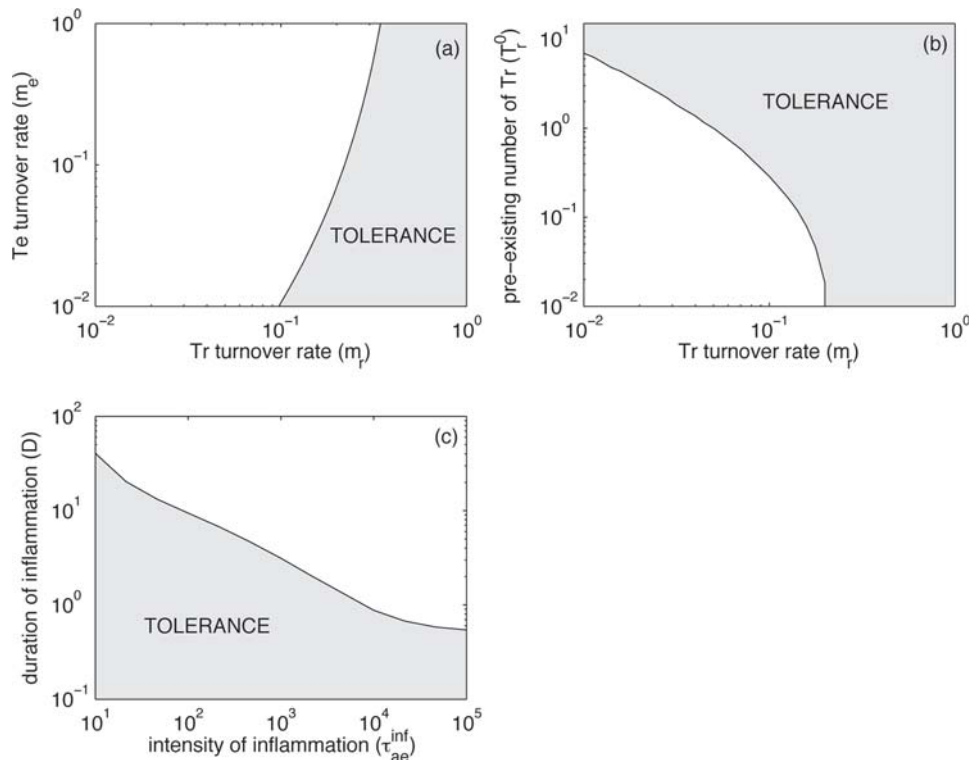 (a)
10^0
10^-1
10^-2
Te turnover rate (m_e)
TOLERANCE
10^-2 10^-1 10^0
Tr turnover rate (m_r)
(b)
10^1
10^0
10^-1
10^-2
pre-existing number of Tr (T_r^0)
TOLERANCE
10^-2 10^-1 10^0
Tr turnover rate (m_r)
(c)
10^2
10^1
10^0
10^-1
duration of inflammation (D)
TOLERANCE
10^1 10^2 10^3 10^4 10^5
intensity of inflammation (τ_ae^inf)